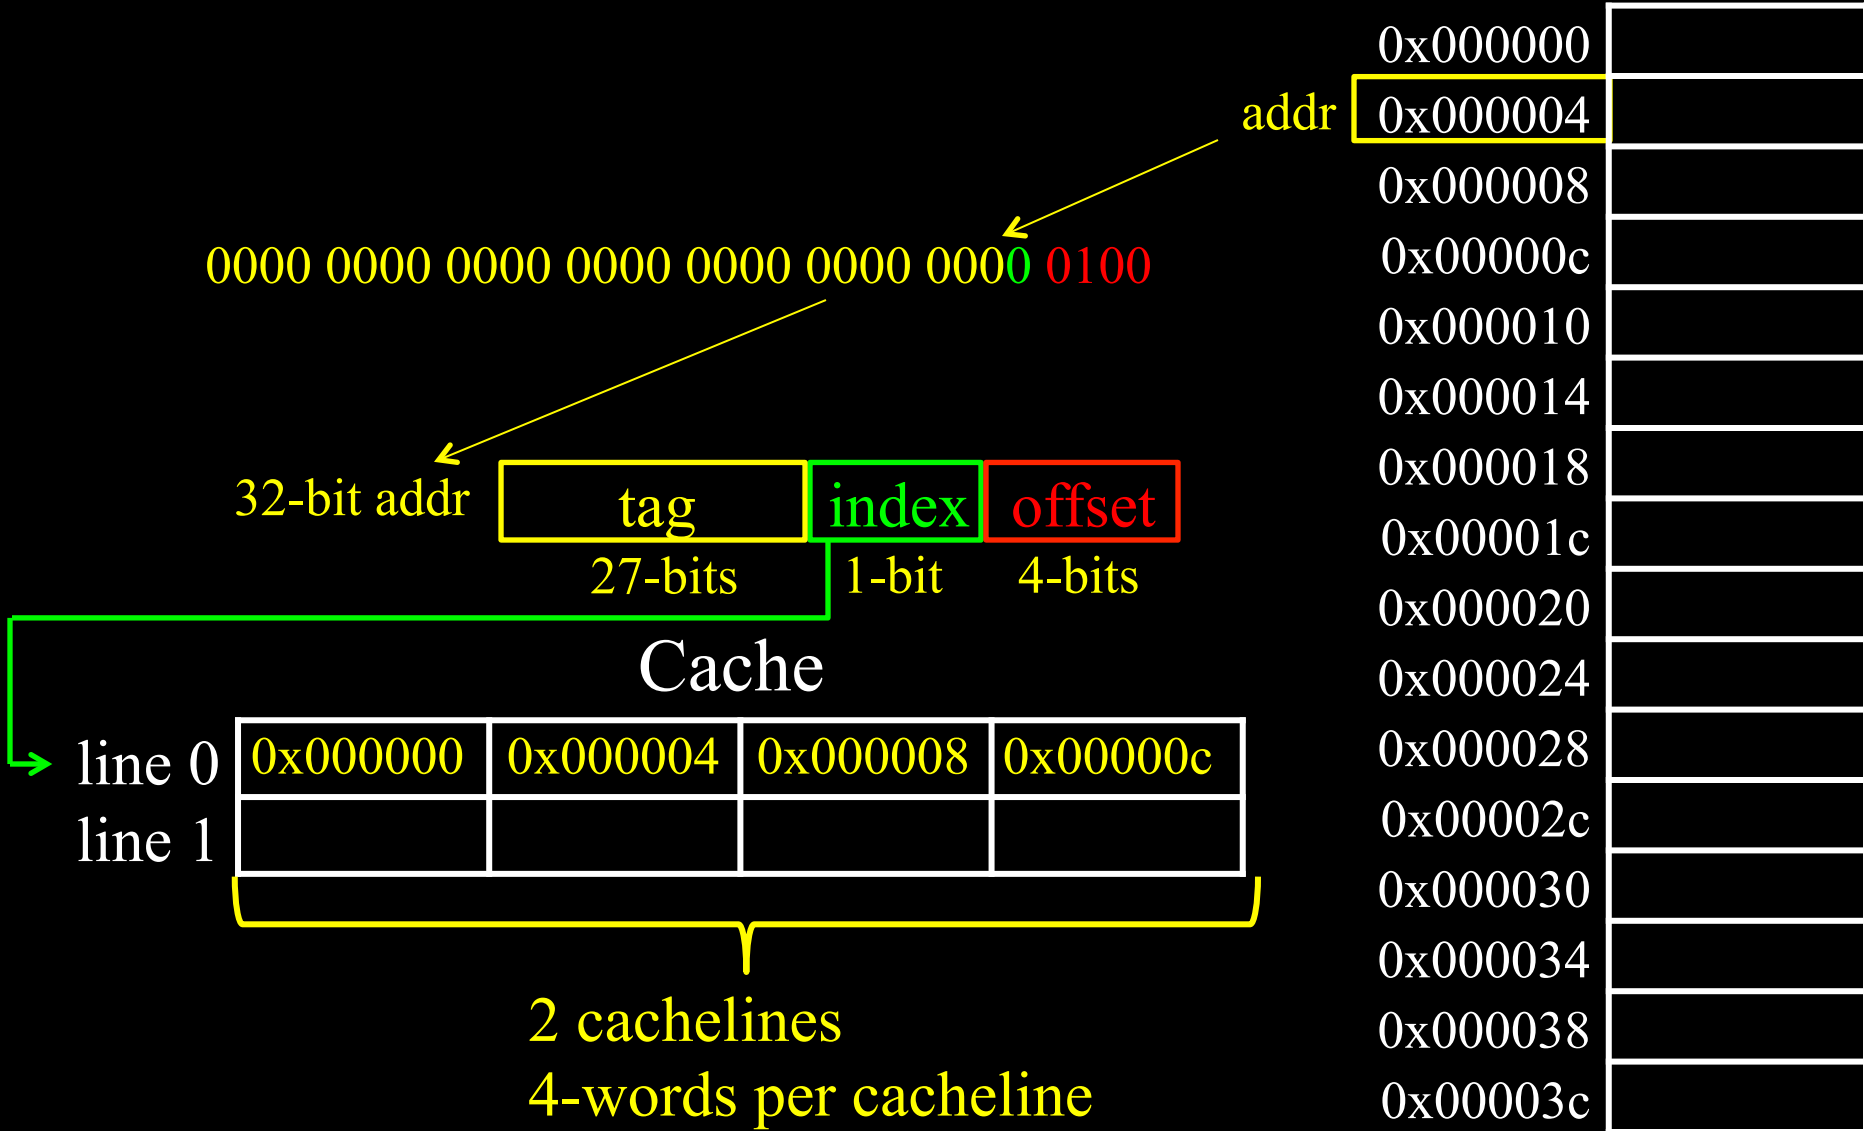 addr
0000 0000 0000 0000 0000 0000 0000 0100
32-bit addr
tag index offset
27-bits 1-bit 4-bits
Cache
line 0 0x000000 0x000004 0x000008 0x00000c
line 1
2 cachelines
4-words per cacheline
0x000000
0x000004
0x000008
0x00000c
0x000010
0x000014
0x000018
0x00001c
0x000020
0x000024
0x000028
0x00002c
0x000030
0x000034
0x000038
0x00003c